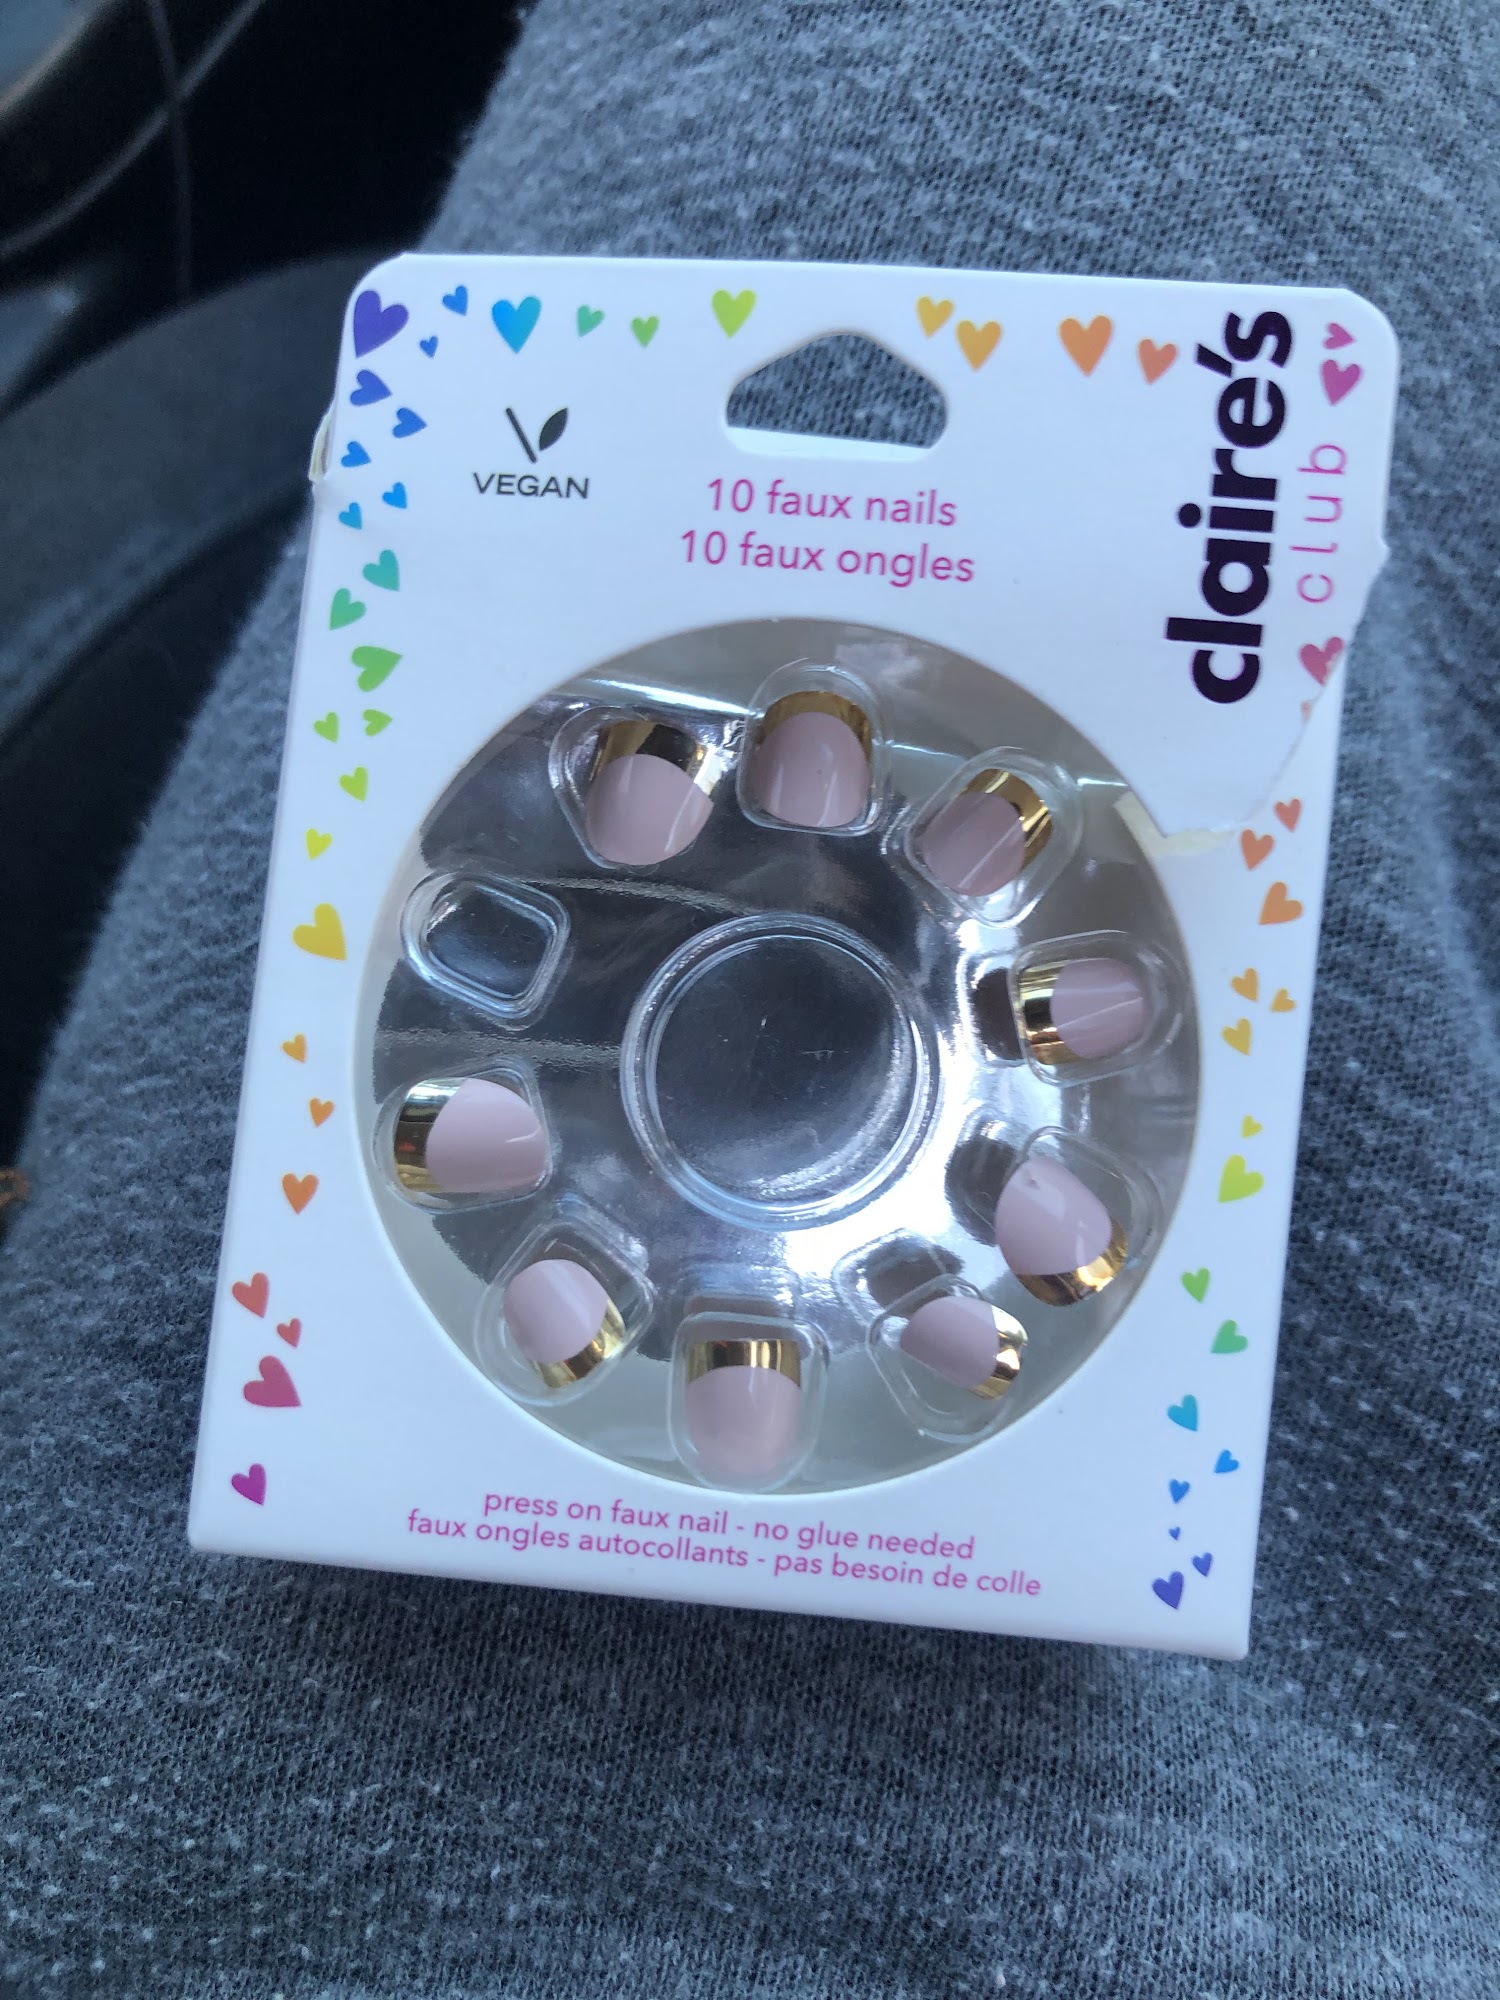 VEGAN
10 faux nails
10 faux ongles
claire's
club
press on faux nail - no glue needed
faux ongles autocollants - pas besoin de colle